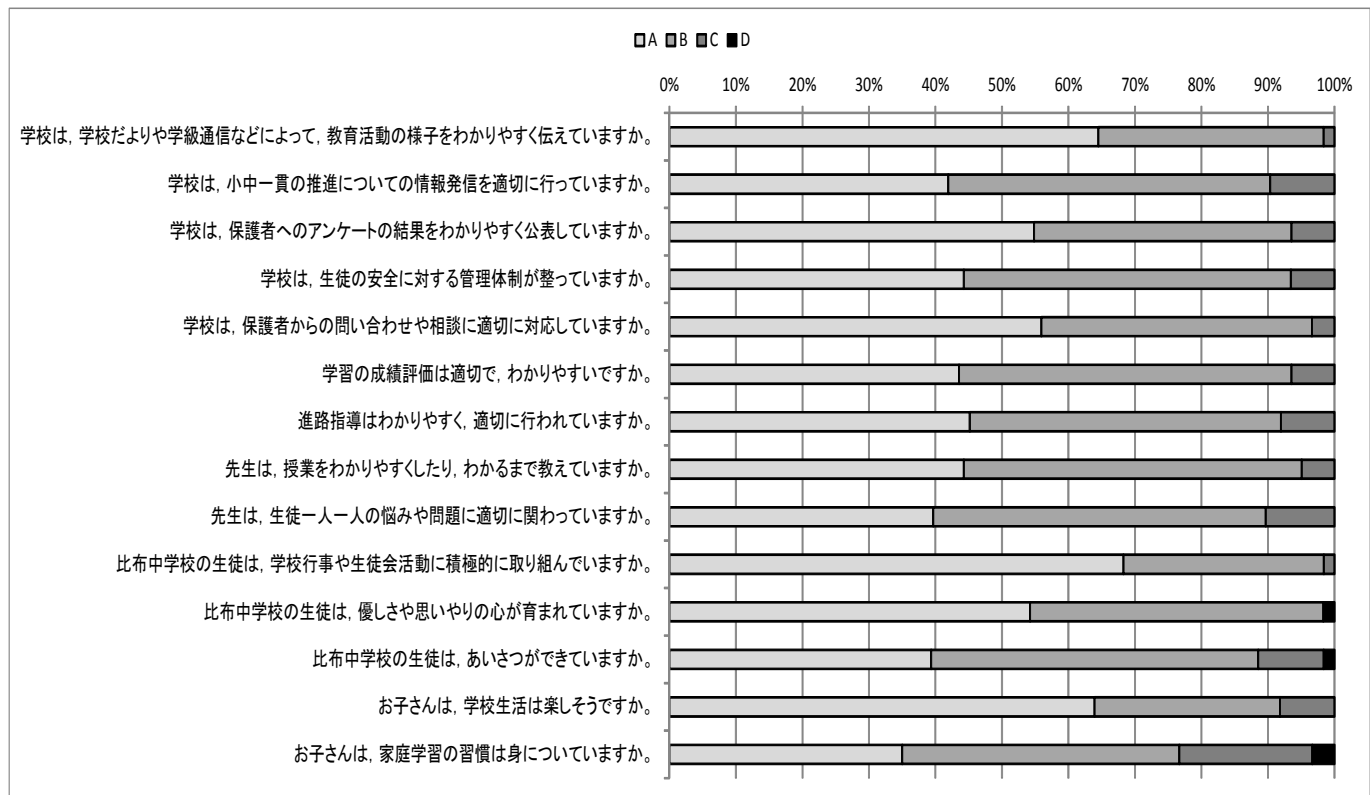 A B C D
0% 10% 20% 30% 40% 50% 60% 70% 80% 90% 100%
学校は，学校だよりや学級通信などによって，教育活動の様子をわかりやすく伝えていますか。
学校は，小中一貫の推進についての情報発信を適切に行っていますか。
学校は，保護者へのアンケートの結果をわかりやすく公表していますか。
学校は，生徒の安全に対する管理体制が整っていますか。
学校は，保護者からの問い合わせや相談に適切に対応していますか。
学習の成績評価は適切で，わかりやすいですか。
進路指導はわかりやすく，適切に行われていますか。
先生は，授業をわかりやすくしたり，わかるまで教えていますか。
先生は，生徒一人一人の悩みや問題に適切に関わっていますか。
比布中学校の生徒は，学校行事や生徒会活動に積極的に取り組んでいますか。
比布中学校の生徒は，優しさや思いやりの心が育まれていますか。
比布中学校の生徒は，あいさつができていますか。
お子さんは，学校生活は楽しそうですか。
お子さんは，家庭学習の習慣は身についていますか。